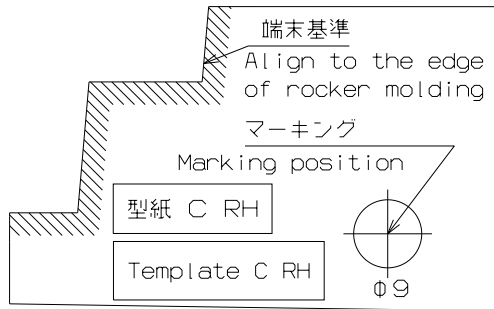 端末基準
Align to the edge
of rocker molding
マーキング
Marking position
型紙 C RH
Template C RH
φ9